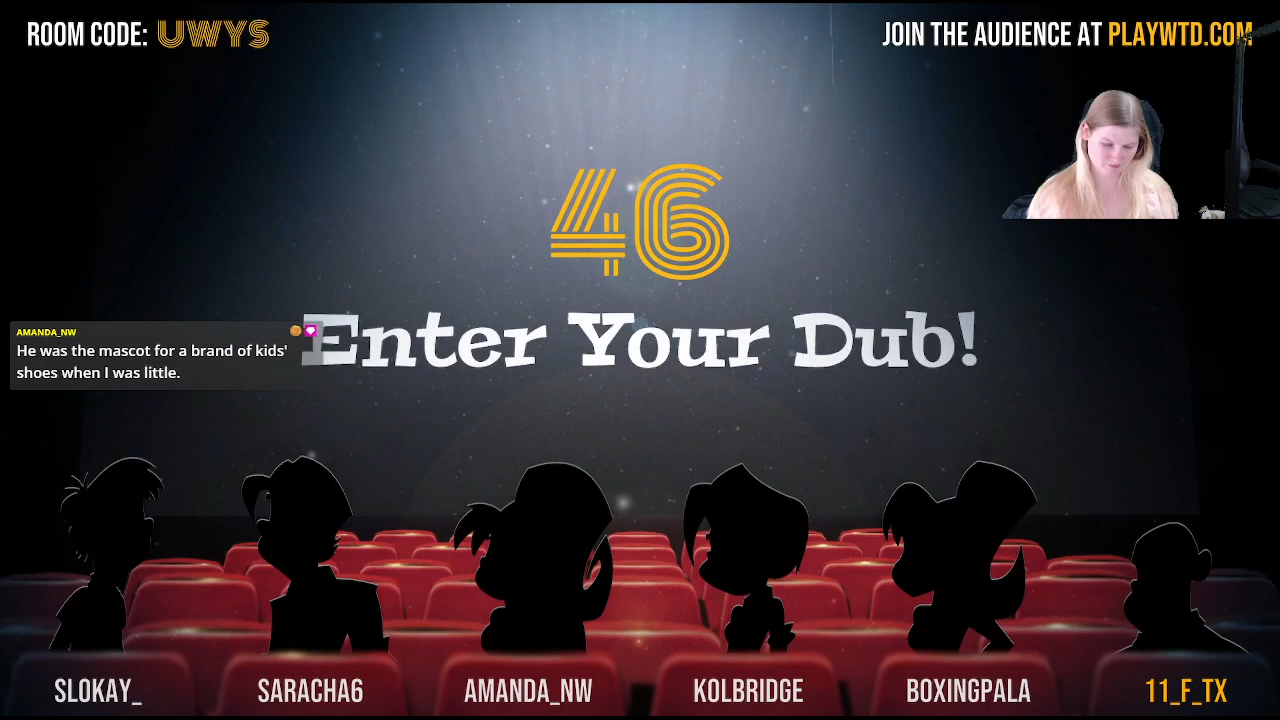 ROOM CODE: UWYS
JOIN THE AUDIENCE AT PLAYWTD.COM
46
Enter Your Dub!
AMANDA_NW
He was the mascot for a brand of kids'
shoes when I was little.
SLOKAY_
SARACHA6
AMANDA_NW
KOLBRIDGE
BOXINGPALA
11_F_TX